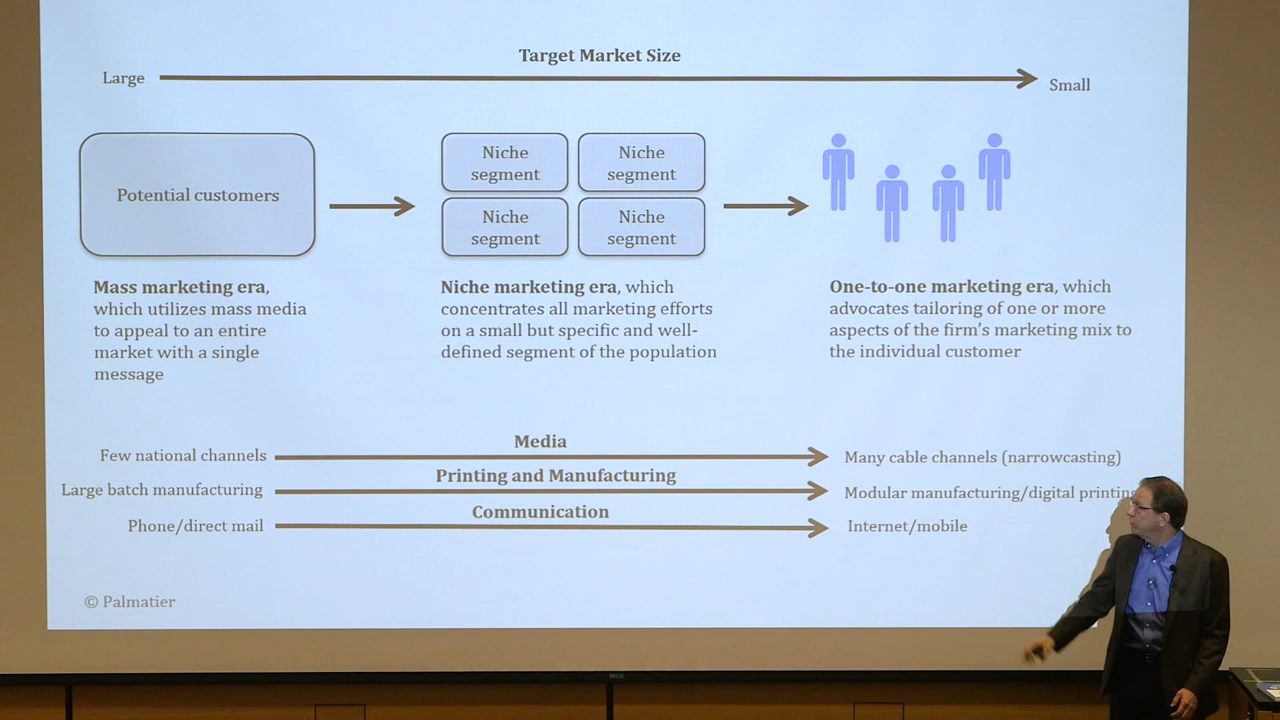 Target Market Size
Large
Small
Potential customers
Niche
segment
Niche
segment
Niche
segment
Niche
segment
Mass marketing era,
which utilizes mass media
to appeal to an entire
market with a single
message
Niche marketing era, which
concentrates all marketing efforts
on a small but specific and well-
defined segment of the population
One-to-one marketing era, which
advocates tailoring of one or more
aspects of the firm's marketing mix to
the individual customer
Media
Few national channels
Many cable channels (narrowcasting)
Printing and Manufacturing
Large batch manufacturing
Modular manufacturing/digital printing
Communication
Phone/direct mail
Internet/mobile
© Palmatier